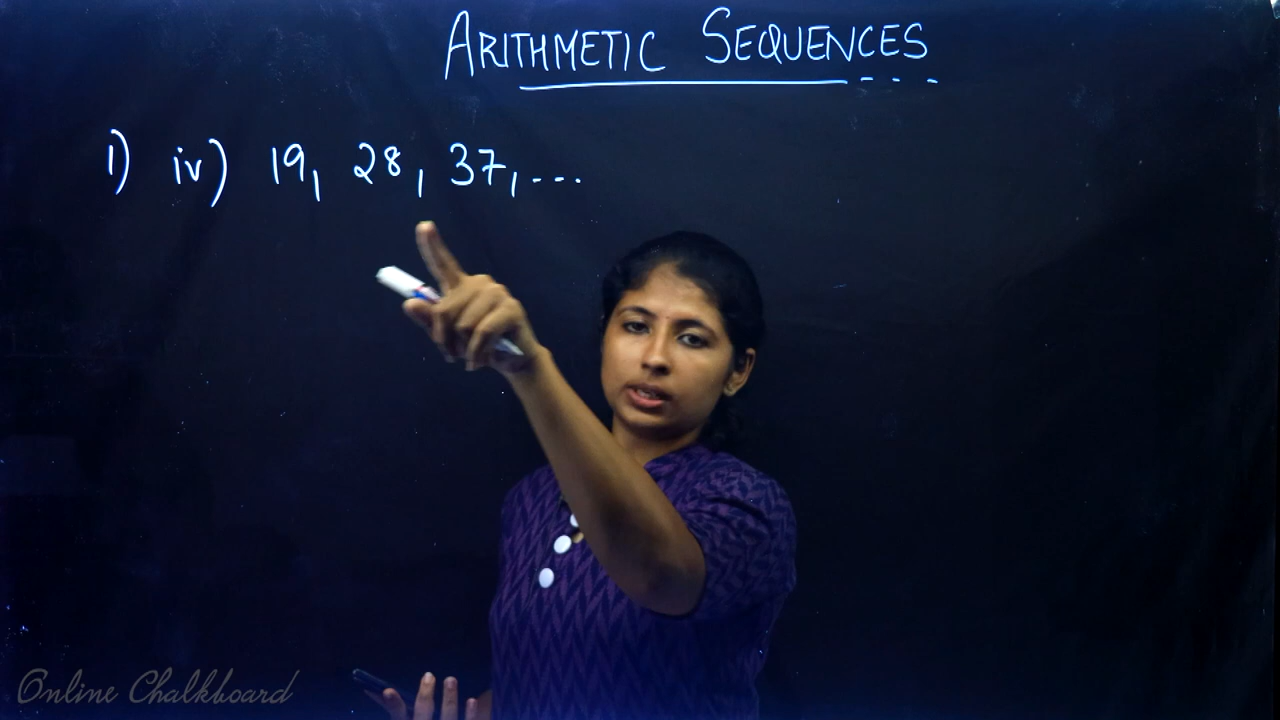 ARITHMETIC SEQUENCES
1) iv) 19, 28, 37, ...
Online Chalkboard